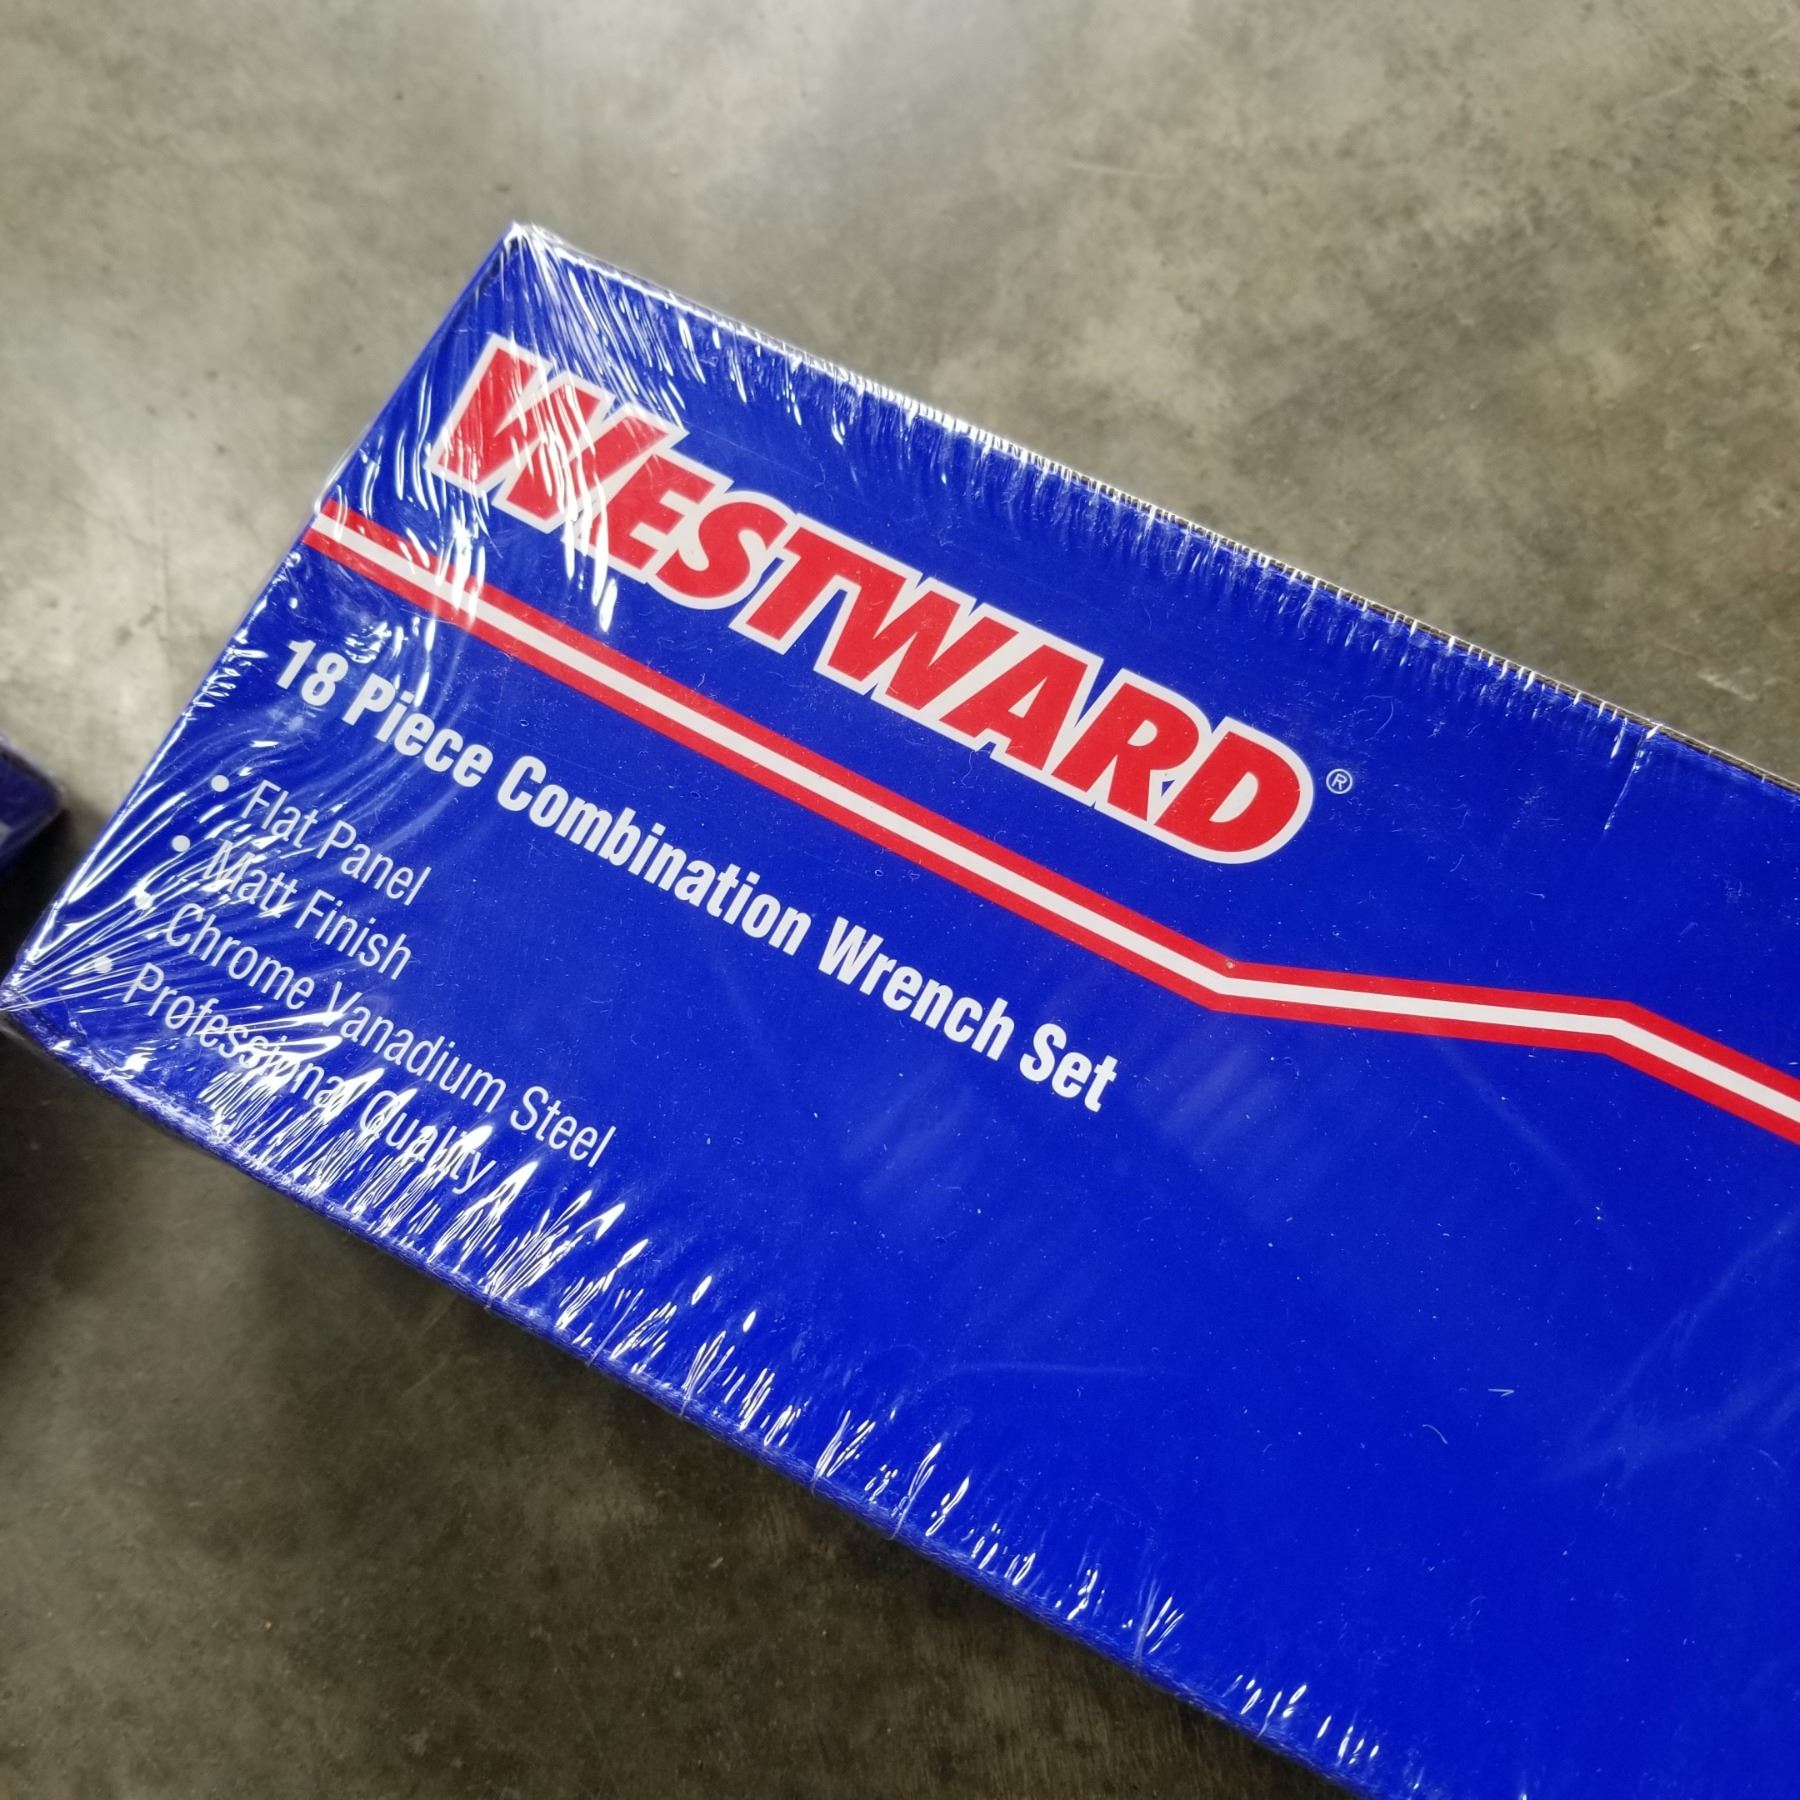 WESTWARD®
18 Piece Combination Wrench Set
• Flat Panel
• Matt Finish
• Chrome Vanadium Steel
• Professional Quality